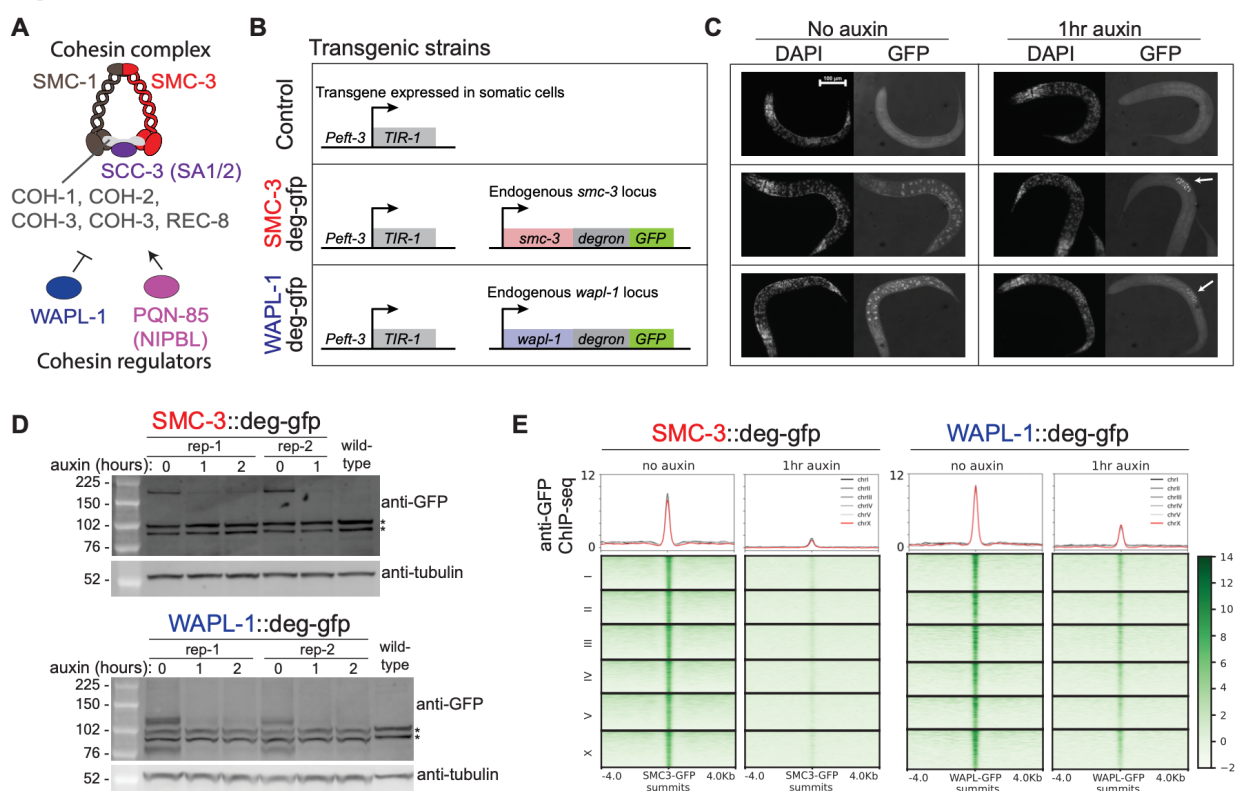 A
Cohesin complex
SMC-1
SMC-3
SCC-3 (SA1/2)
COH-1, COH-2,
COH-3, COH-3, REC-8
WAPL-1
PQN-85
(NIPBL)
Cohesin regulators
B
Transgenic strains
Control
Transgene expressed in somatic cells
Peft-3 TIR-1
SMC-3
deg-gfp
Endogenous smc-3 locus
Peft-3 TIR-1 smc-3 degron GFP
WAPL-1
deg-gfp
Endogenous wapl-1 locus
Peft-3 TIR-1 wapl-1 degron GFP
C
No auxin 1hr auxin
DAPI GFP DAPI GFP
100 µm
D
SMC-3::deg-gfp
rep-1 rep-2 wild-
type
auxin (hours): 0 1 2 0 1
225 -
150 -
102 -
76 -
anti-GFP
*
*
52 -
anti-tubulin
WAPL-1::deg-gfp
rep-1 rep-2 wild-
type
auxin (hours): 0 1 2 0 1 2
225 -
150 -
102 -
76 -
anti-GFP
*
*
52 -
anti-tubulin
E
SMC-3::deg-gfp WAPL-1::deg-gfp
no auxin 1hr auxin no auxin 1hr auxin
anti-GFP
ChIP-seq
12 12
0 0
chrI
chrII
chrIII
chrIV
chrV
chrX
chrI
chrII
chrIII
chrIV
chrV
chrX
I
II
III
IV
V
X
14
12
10
8
6
4
2
0
−2
-4.0 SMC3-GFP 4.0Kb -4.0 SMC3-GFP 4.0Kb -4.0 WAPL-GFP 4.0Kb -4.0 WAPL-GFP 4.0Kb
summits summits summits summits